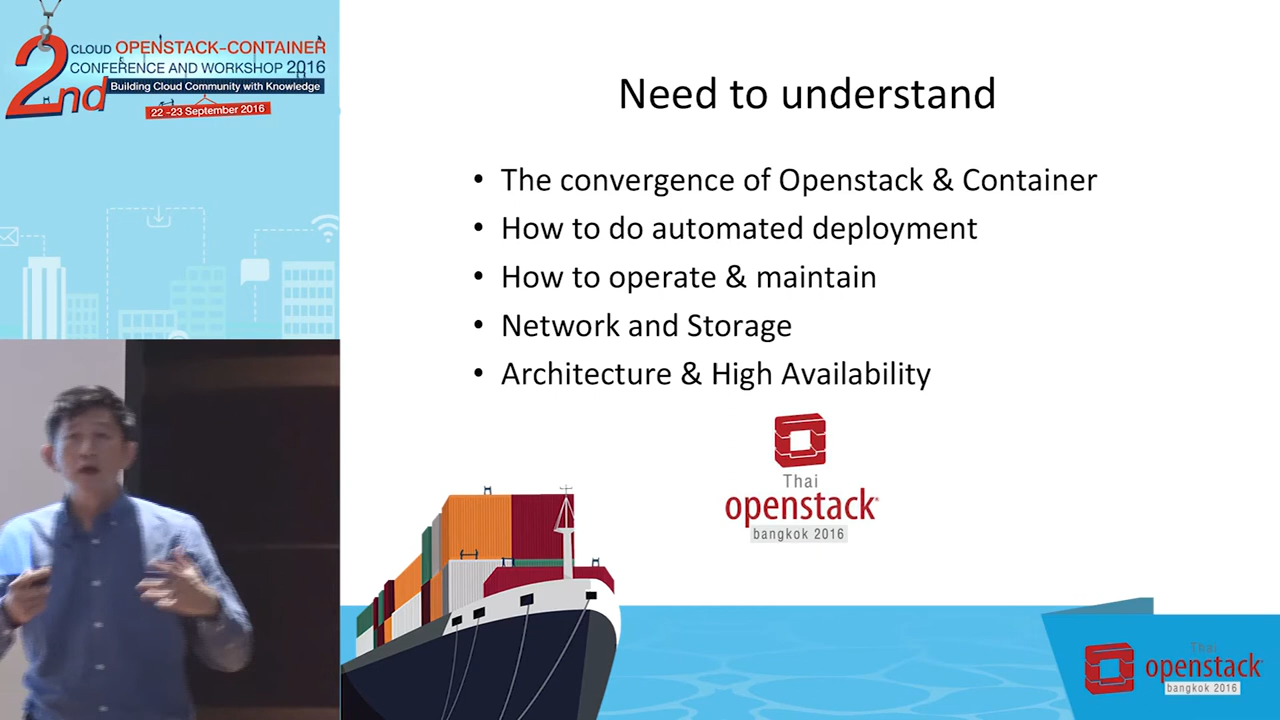 2nd
CLOUD OPENSTACK-CONTAINER
CONFERENCE AND WORKSHOP 2016
Building Cloud Community with Knowledge
22 -23 September 2016
Need to understand
• The convergence of Openstack & Container
• How to do automated deployment
• How to operate & maintain
• Network and Storage
• Architecture & High Availability
Thai
openstack
bangkok 2016
Thai
openstack
bangkok 2016